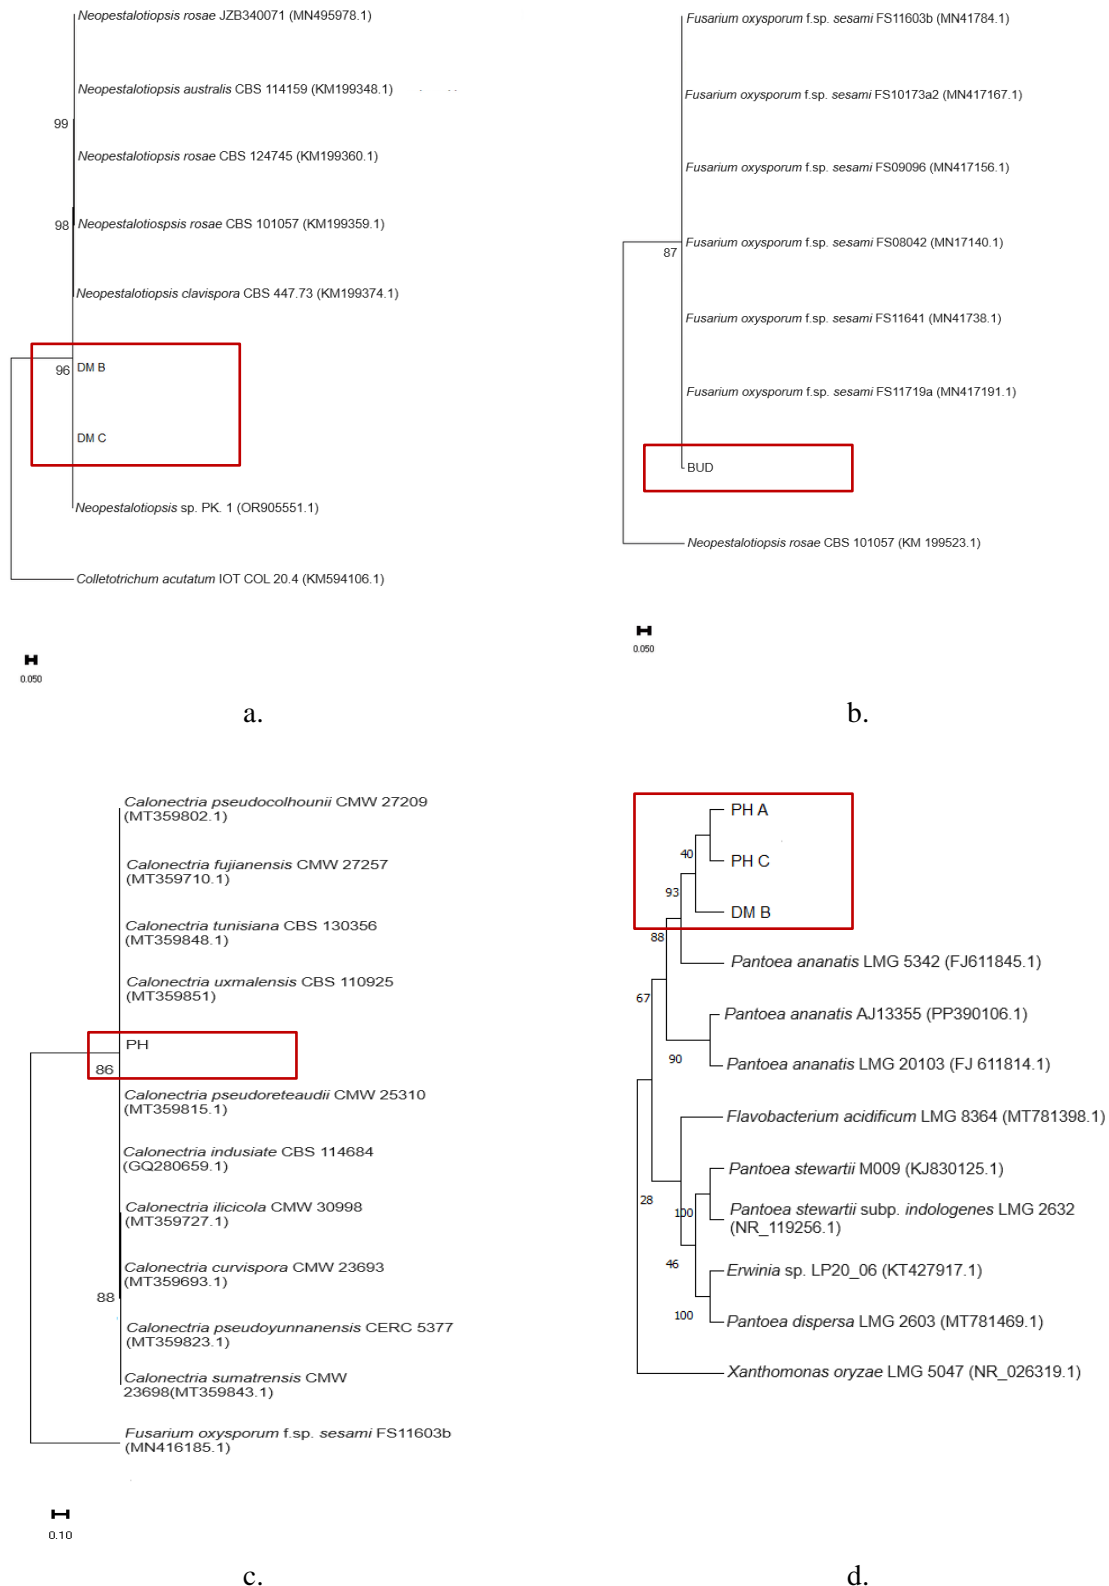 Neopestalotiopsis rosae JZB340071 (MN495978.1)
Neopestalotiopsis australis CBS 114159 (KM199348.1)
99
Neopestalotiopsis rosae CBS 124745 (KM199360.1)
98
Neopestalotiospsis rosae CBS 101057 (KM199359.1)
Neopestalotiopsis clavispora CBS 447.73 (KM199374.1)
96
DM B
DM C
Neopestalotiopsis sp. PK. 1 (OR905551.1)
Colletotrichum acutatum IOT COL 20.4 (KM594106.1)
0.050
a.
Fusarium oxysporum f.sp. sesami FS11603b (MN41784.1)
Fusarium oxysporum f.sp. sesami FS10173a2 (MN417167.1)
Fusarium oxysporum f.sp. sesami FS09096 (MN417156.1)
Fusarium oxysporum f.sp. sesami FS08042 (MN17140.1)
87
Fusarium oxysporum f.sp. sesami FS11641 (MN41738.1)
Fusarium oxysporum f.sp. sesami FS11719a (MN417191.1)
BUD
Neopestalotiopsis rosae CBS 101057 (KM 199523.1)
0.050
b.
Calonectria pseudocolhounii CMW 27209
(MT359802.1)
Calonectria fujianensis CMW 27257
(MT359710.1)
Calonectria tunisiana CBS 130356
(MT359848.1)
Calonectria uxmalensis CBS 110925
(MT359851)
PH
86
Calonectria pseudoreteaudii CMW 25310
(MT359815.1)
Calonectria indusiate CBS 114684
(GQ280659.1)
Calonectria ilicicola CMW 30998
(MT359727.1)
Calonectria curvispora CMW 23693
(MT359693.1)
88
Calonectria pseudoyunnanensis CERC 5377
(MT359823.1)
Calonectria sumatrensis CMW
23698(MT359843.1)
Fusarium oxysporum f.sp. sesami FS11603b
(MN416185.1)
0.10
c.
PH A
40
PH C
93
DM B
88
Pantoea ananatis LMG 5342 (FJ611845.1)
67
Pantoea ananatis AJ13355 (PP390106.1)
90
Pantoea ananatis LMG 20103 (FJ 611814.1)
Flavobacterium acidificum LMG 8364 (MT781398.1)
Pantoea stewartii M009 (KJ830125.1)
28
100
Pantoea stewartii subp. indologenes LMG 2632
(NR_119256.1)
46
Erwinia sp. LP20_06 (KT427917.1)
100
Pantoea dispersa LMG 2603 (MT781469.1)
Xanthomonas oryzae LMG 5047 (NR_026319.1)
d.